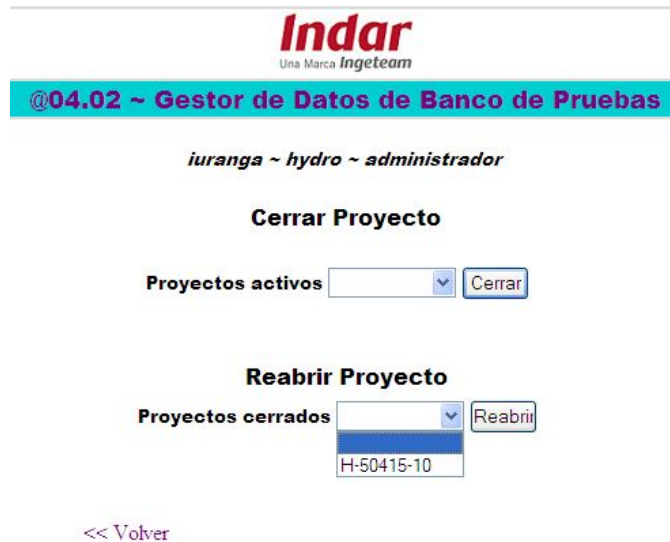 Indar
Una Marca Ingeteam
@04.02 ~ Gestor de Datos de Banco de Pruebas
iuranga ~ hydro ~ administrador
Cerrar Proyecto
Proyectos activos Cerrar
Reabrir Proyecto
Proyectos cerrados Reabrir
H-50415-10
<< Volver